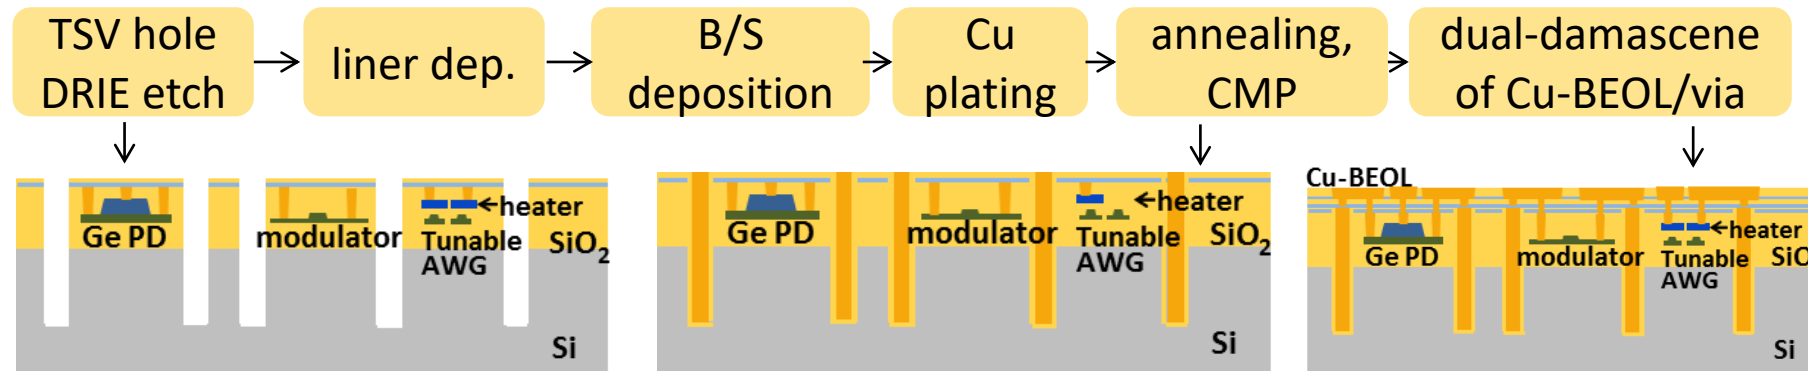 TSV hole
DRIE etch
liner dep.
B/S
deposition
Cu
plating
annealing,
CMP
dual-damascene
of Cu-BEOL/via
Ge PD
modulator
heater
Tunable
AWG
SiO2
Si
Ge PD
modulator
heater
Tunable
AWG
SiO2
Si
Cu-BEOL
Ge PD
modulator
heater
Tunable
AWG
SiO
Si